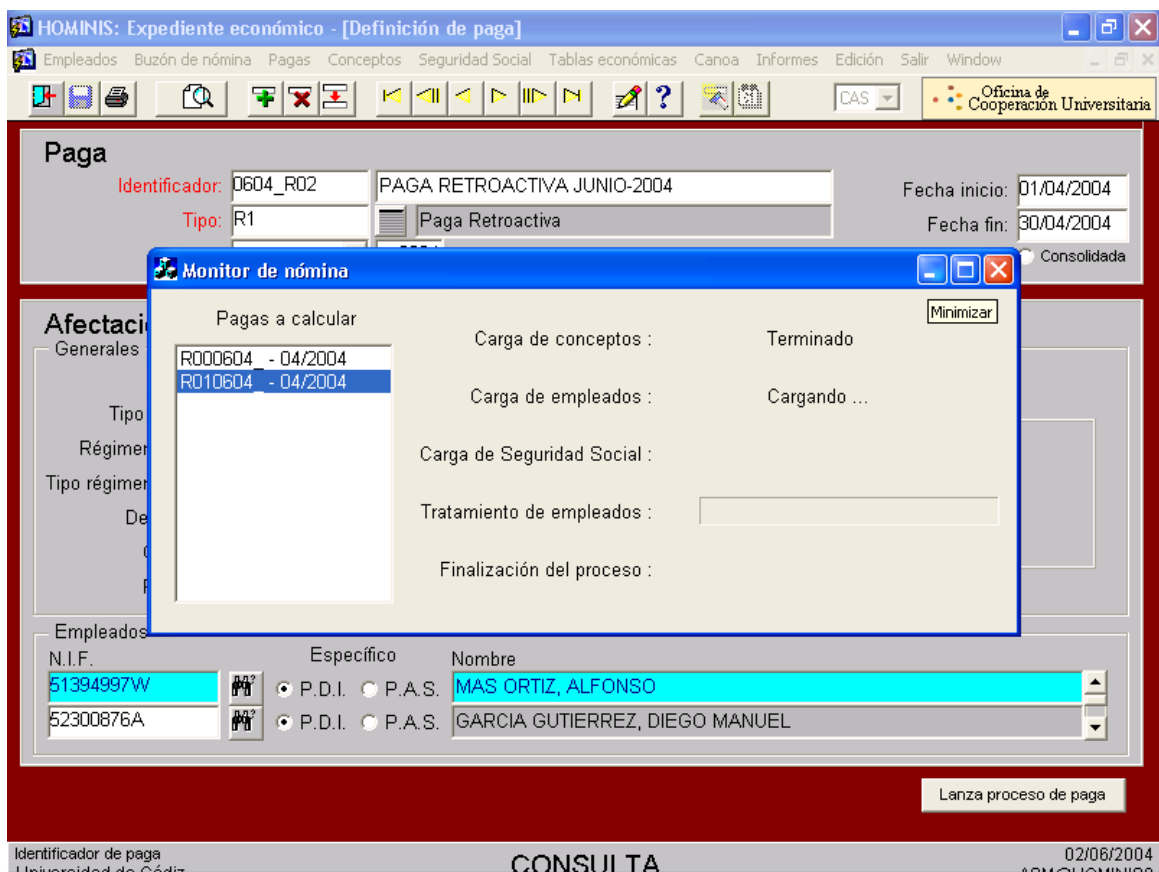 HOMINIS: Expediente económico - [Definición de paga]
Empleados Buzón de nómina Pagas Conceptos Seguridad Social Tablas económicas Canoa Informes Edición Salir Window
CAS
Oficina de
Cooperación Universitaria
Paga
Identificador: 0604_R02 PAGA RETROACTIVA JUNIO-2004 Fecha inicio: 01/04/2004
Tipo: R1 Paga Retroactiva Fecha fin: 30/04/2004
Consolidada
Monitor de nómina
Minimizar
Pagas a calcular
R000604_ - 04/2004
R010604_ - 04/2004
Carga de conceptos : Terminado
Carga de empleados : Cargando ...
Carga de Seguridad Social :
Tratamiento de empleados :
Finalización del proceso :
Afectaci
Generales
Tipo
Régimen
Tipo régimen
De
Empleados
N.I.F. Específico Nombre
51394997W P.D.I. P.A.S. MAS ORTIZ, ALFONSO
52300876A P.D.I. P.A.S. GARCIA GUTIERREZ, DIEGO MANUEL
Lanza proceso de paga
Identificador de paga CONSULTA 02/06/2004
Universidad de Cádiz